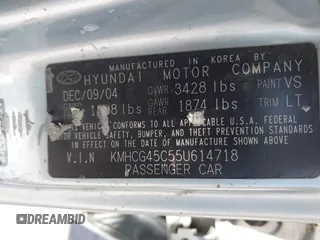 MANUFACTURED IN KOREA BY
HYUNDAI MOTOR COMPANY
DEC/09/04 GVWR 3428 lbs PAINT VS
lbs GAWR 1874 lbs TRIM LT
THIS VEHICLE CONFORMS TO ALL APPLICABLE U.S.A. FEDERAL
MOTOR VEHICLE SAFETY, BUMPER, AND THEFT PREVENTION STANDARDS
IN EFFECT ON THE DATE OF MANUFACTURE SHOWN ABOVE.
V.I.N KMHCG45C55U614718
PASSENGER CAR